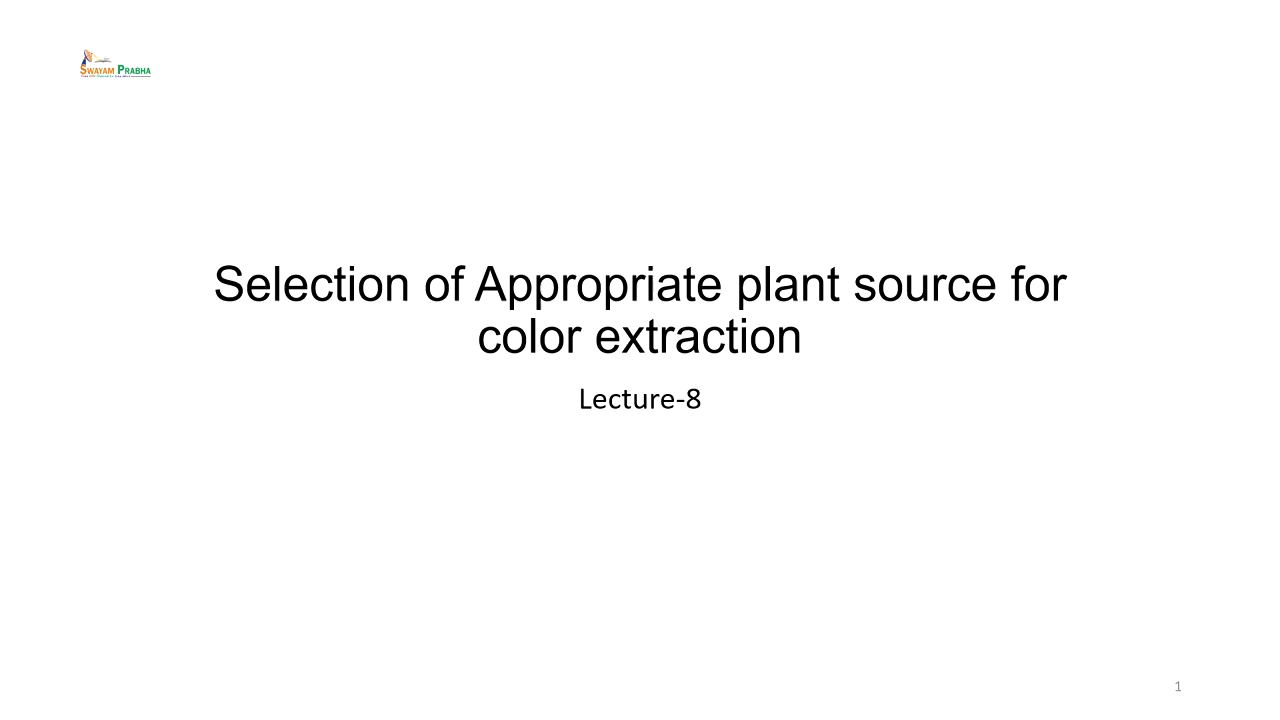 SWAYAM PRABHA
Selection of Appropriate plant source for
color extraction
Lecture-8
1